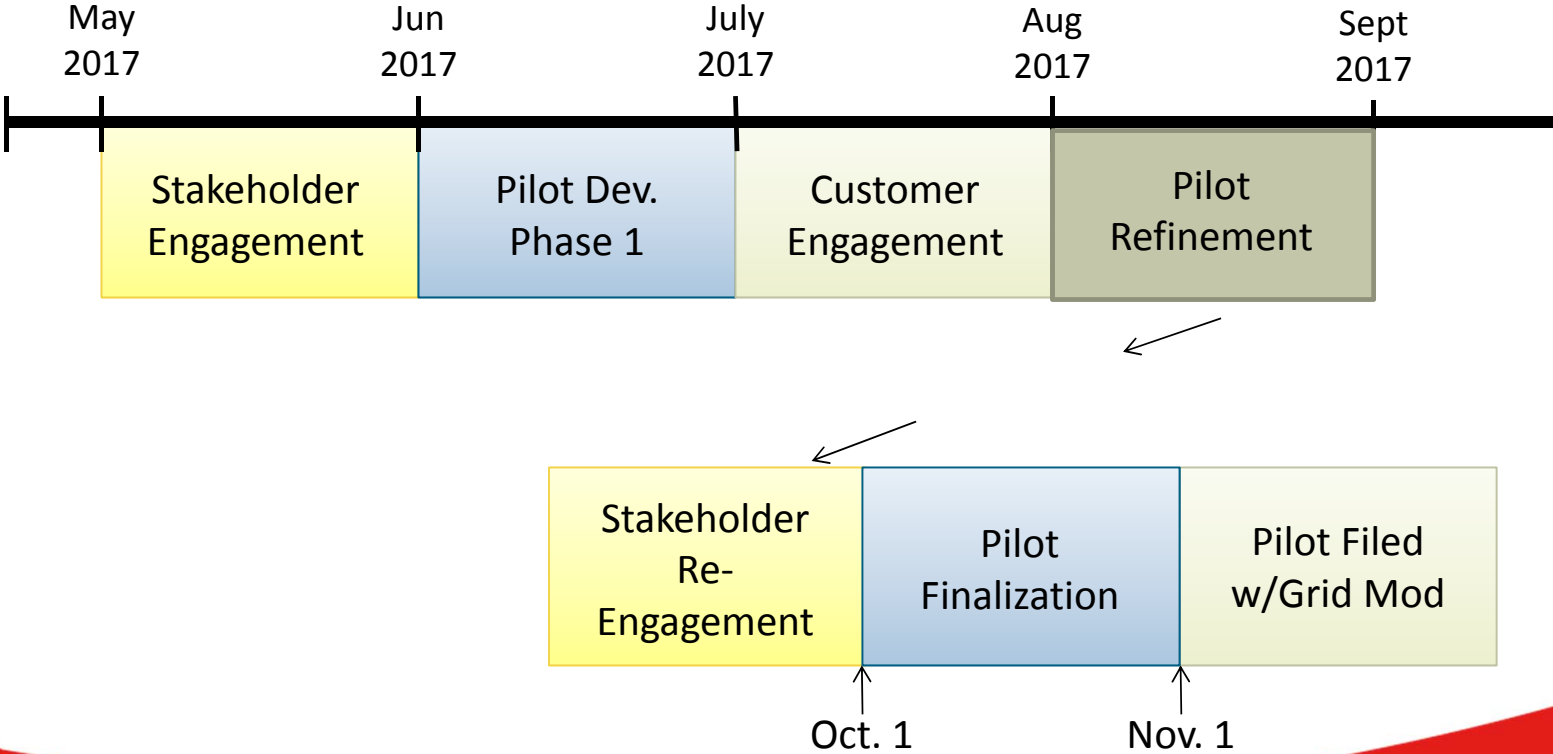 May
2017
Jun
2017
July
2017
Aug
2017
Sept
2017
Stakeholder
Engagement
Pilot Dev.
Phase 1
Customer
Engagement
Pilot
Refinement
Stakeholder
Re-
Engagement
Pilot
Finalization
Pilot Filed
w/Grid Mod
Oct. 1
Nov. 1